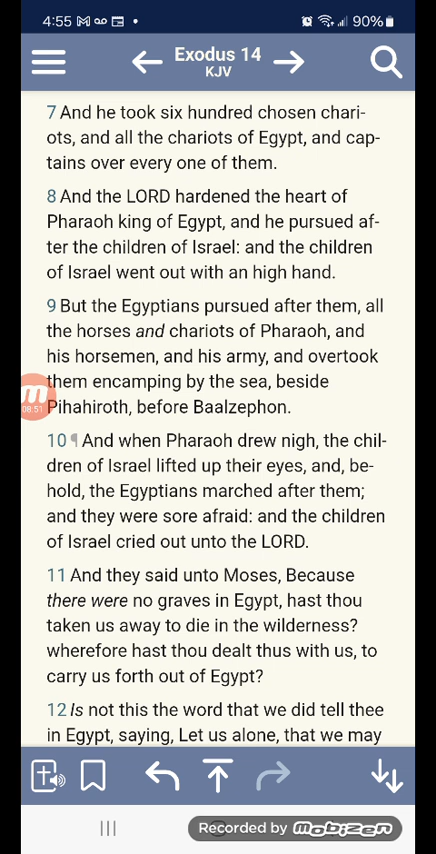 4:55 90%
Exodus 14
KJV
7 And he took six hundred chosen chari-
ots, and all the chariots of Egypt, and cap-
tains over every one of them.
8 And the LORD hardened the heart of
Pharaoh king of Egypt, and he pursued af-
ter the children of Israel: and the children
of Israel went out with an high hand.
9 But the Egyptians pursued after them, all
the horses and chariots of Pharaoh, and
his horsemen, and his army, and overtook
them encamping by the sea, beside
08:51
Pihahiroth, before Baalzephon.
10 ¶ And when Pharaoh drew nigh, the chil-
dren of Israel lifted up their eyes, and, be-
hold, the Egyptians marched after them;
and they were sore afraid: and the children
of Israel cried out unto the LORD.
11 And they said unto Moses, Because
there were no graves in Egypt, hast thou
taken us away to die in the wilderness?
wherefore hast thou dealt thus with us, to
carry us forth out of Egypt?
12 Is not this the word that we did tell thee
in Egypt, saying, Let us alone, that we may
Recorded by mobizen